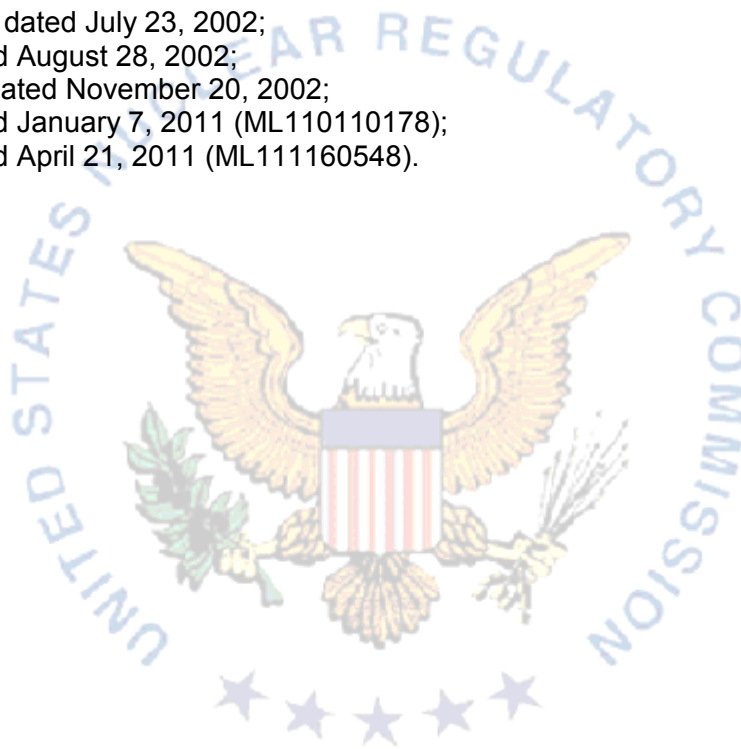 dated July 23, 2002;
d August 28, 2002;
ated November 20, 2002;
d January 7, 2011 (ML110110178);
d April 21, 2011 (ML111160548).
UNITED STATES NUCLEAR REGULATORY COMMISSION